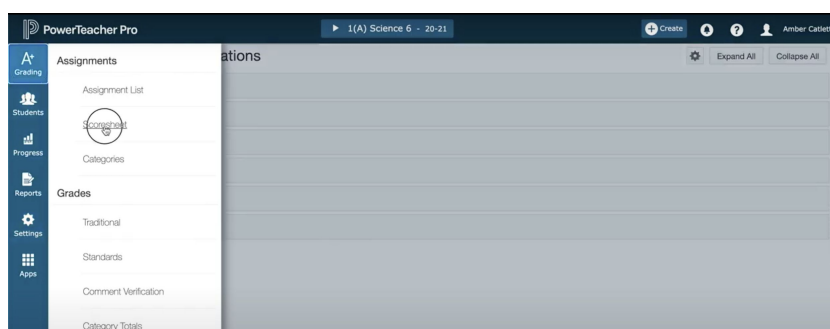 PowerTeacher Pro
1(A) Science 6 - 20-21
Create
Amber Catlett
A+
Grading
Students
Progress
Reports
Settings
Apps
Assignments
Assignment List
Scoresheet
Categories
Grades
Traditional
Standards
Comment Verification
Category Totals
ations
Expand All
Collapse All